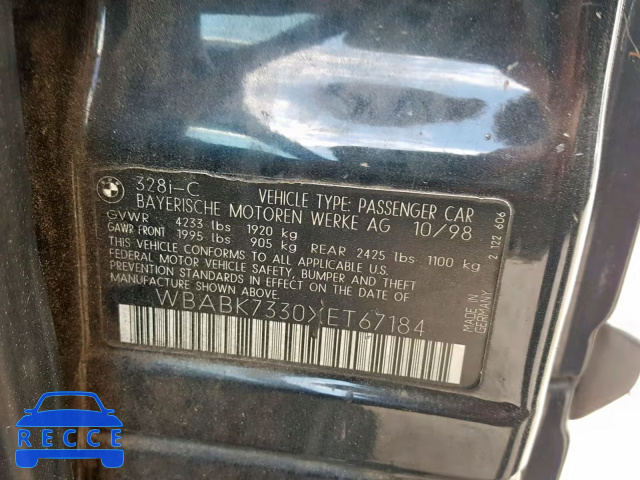 328i-C VEHICLE TYPE: PASSENGER CAR
BAYERISCHE MOTOREN WERKE AG 10/98
GVWR 4233 lbs 1920 kg
GAWR FRONT 1995 lbs 905 kg REAR 2425 lbs 1100 kg
THIS VEHICLE CONFORMS TO ALL APPLICABLE U.S.
FEDERAL MOTOR VEHICLE SAFETY, BUMPER AND THEFT
PREVENTION STANDARDS IN EFFECT ON THE DATE OF
MANUFACTURE SHOWN ABOVE.
WBABK7330XET67184
MADE IN
GERMANY
2 122 606
RECCE